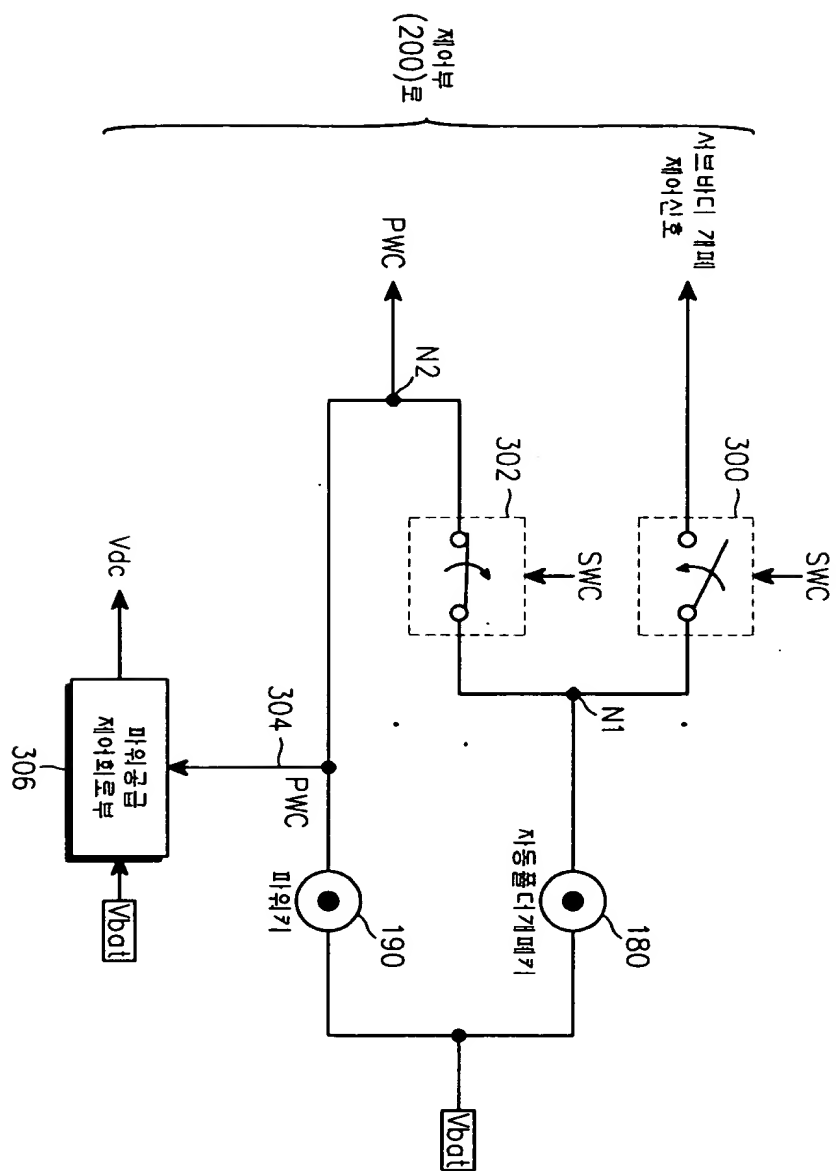 제어부
(200)로
서브바디 개폐
제어신호
PWC
N2
302
300
SWC
SWC
N1
Vdc
304
PWC
306
파워공급
제어회로부
Vbat
파워키
190
자동폴더개폐키
180
Vbat